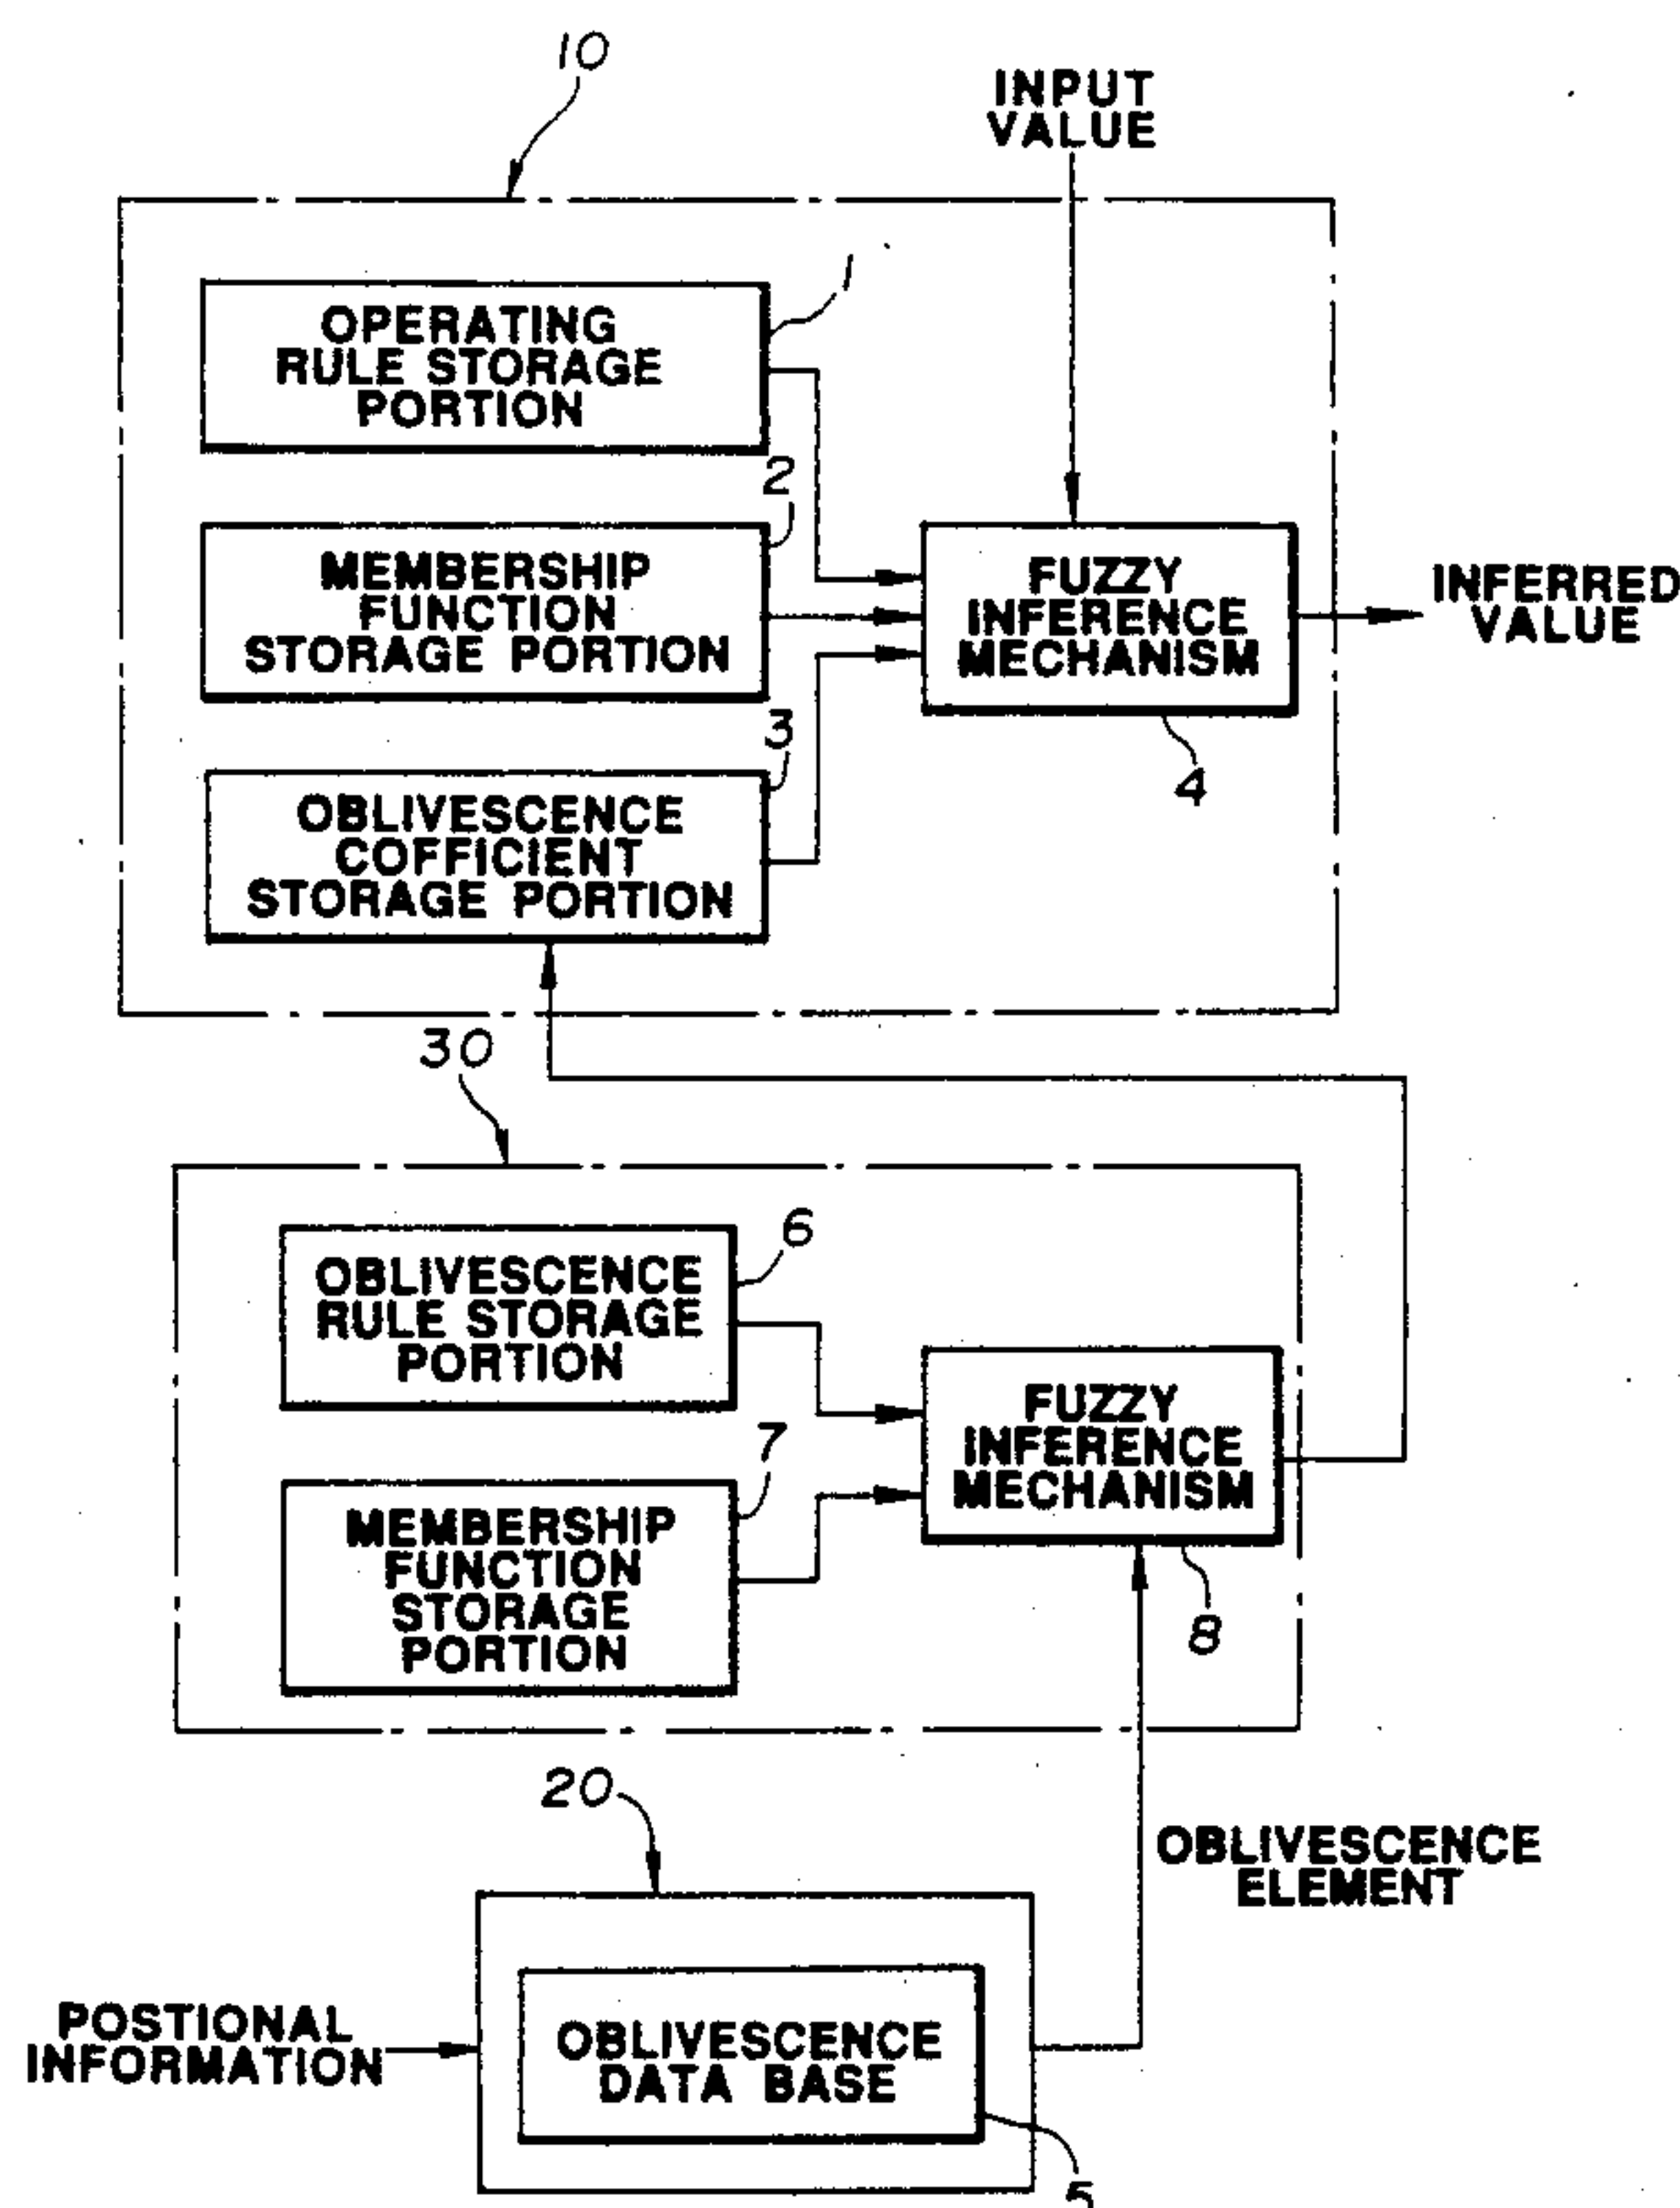 10
INPUT
VALUE
1
OPERATING
RULE STORAGE
PORTION
2
MEMBERSHIP
FUNCTION
STORAGE PORTION
FUZZY
INFERENCE
MECHANISM
INFERRED
VALUE
3
4
OBLIVESCENCE
COFFICIENT
STORAGE PORTION
30
6
OBLIVESCENCE
RULE STORAGE
PORTION
7
FUZZY
INFERENCE
MECHANISM
MEMBERSHIP
FUNCTION
STORAGE
PORTION
8
20
OBLIVESCENCE
ELEMENT
POSTIONAL
INFORMATION
OBLIVESCENCE
DATA BASE
5